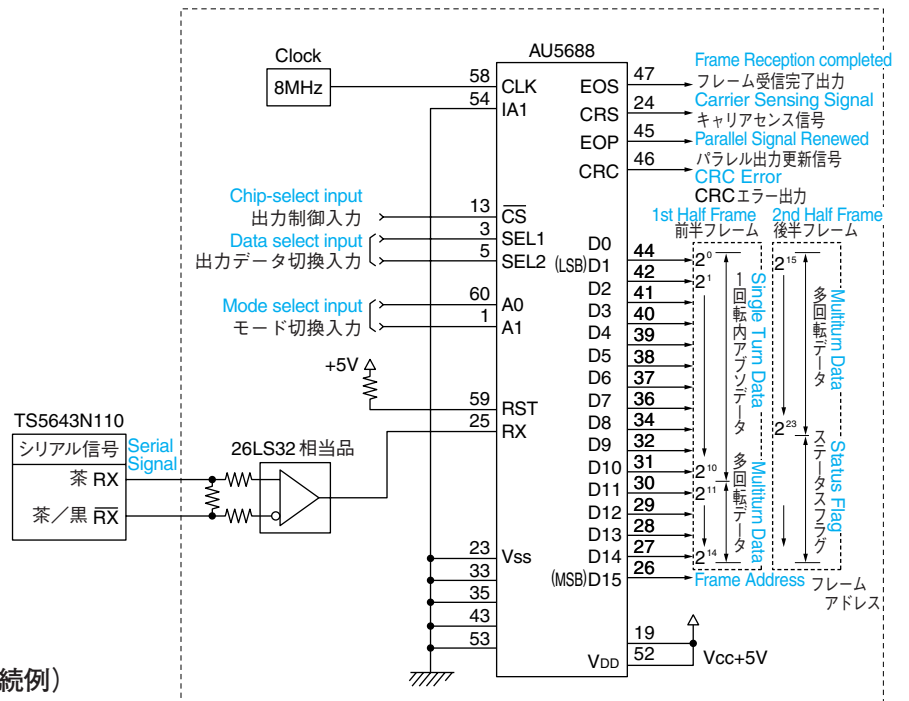 Clock
8MHz
AU5688
58
CLK
54
IA1
Chip-select input
出力制御入力
13
CS
Data select input
出力データ切換入力
3
SEL1
5
SEL2
Mode select input
モード切換入力
60
A0
1
A1
+5V
59
RST
25
RX
TS5643N110
シリアル信号
Serial
Signal
茶 RX
茶/黒 RX
26LS32 相当品
23
Vss
33
35
43
53
続例)
EOS
47
Frame Reception completed
フレーム受信完了出力
CRS
24
Carrier Sensing Signal
キャリアセンス信号
EOP
45
Parallel Signal Renewed
パラレル出力更新信号
CRC
46
CRC Error
CRCエラー出力
1st Half Frame
前半フレーム
2nd Half Frame
後半フレーム
D0
44
(LSB)D1
42
D2
41
D3
40
D4
39
D5
38
D6
37
D7
36
D8
34
D9
32
D10
31
D11
30
D12
29
D13
28
D14
27
(MSB)D15
26
2⁰
2¹
2¹⁰
2¹¹
2¹⁴
1回転内アブソデータ
Single Turn Data
多回転データ
Multiturn Data
2¹⁵
2²³
多回転データ
Multiturn Data
ステータスフラグ
Status Flag
Frame Address
フレーム
アドレス
19
VDD
52
Vcc+5V